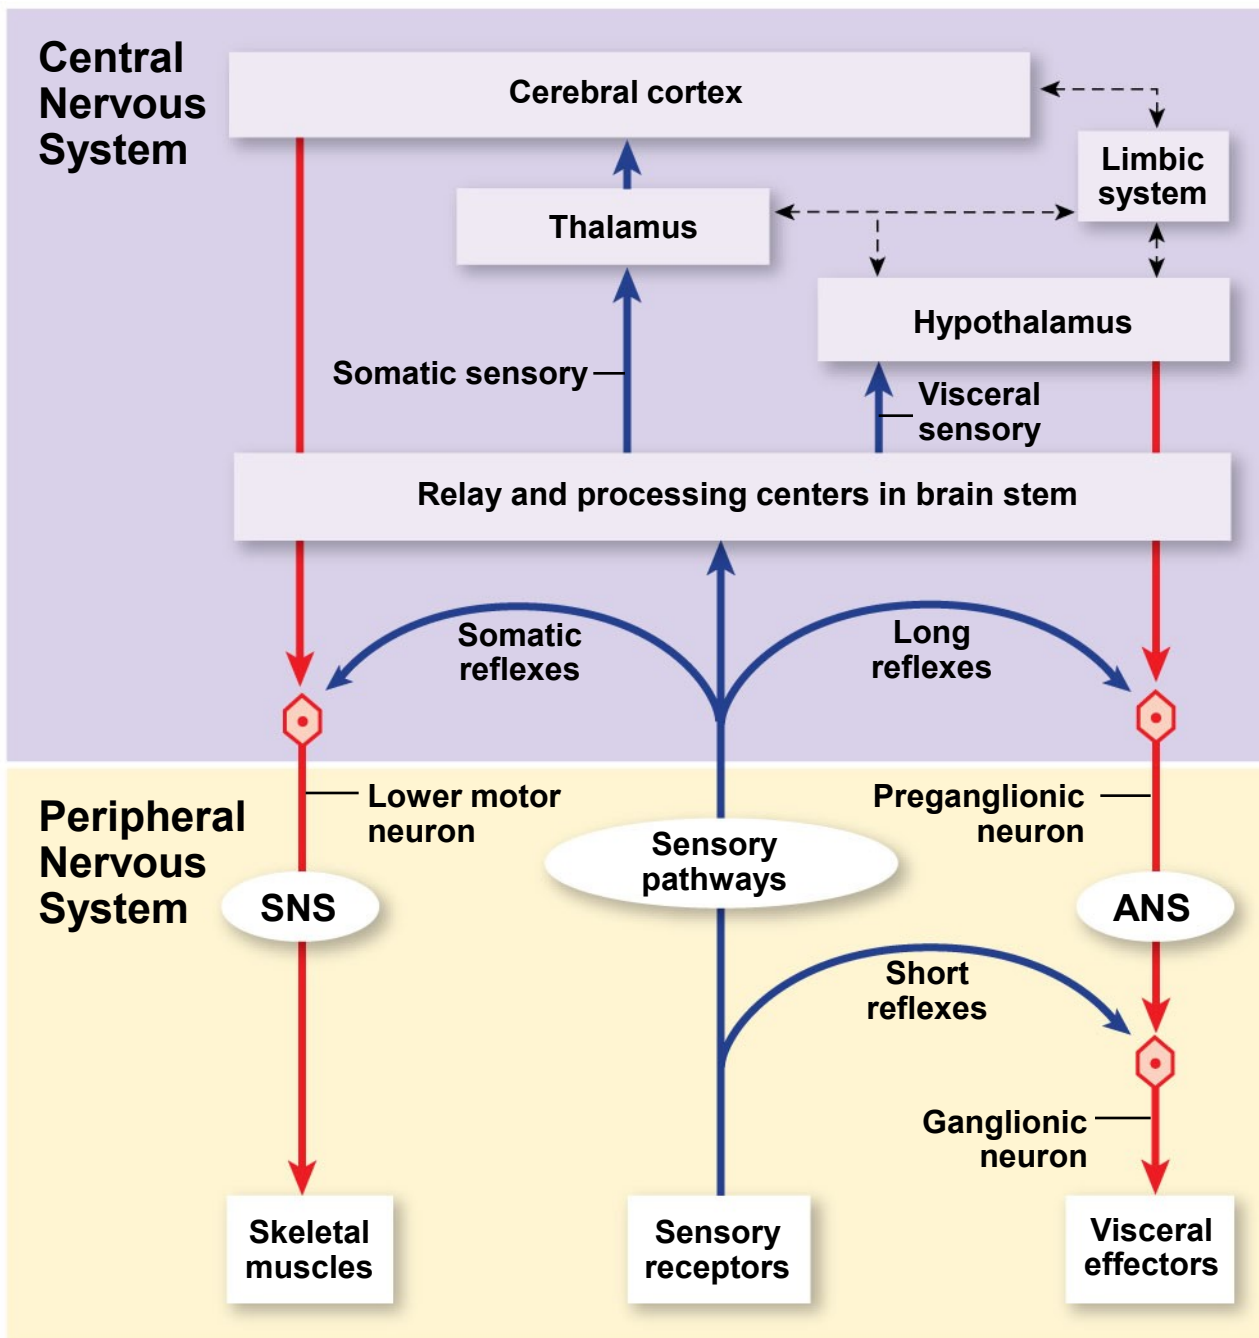 Central
Nervous
System
Cerebral cortex
Limbic
system
Thalamus
Hypothalamus
Somatic sensory
Visceral
sensory
Relay and processing centers in brain stem
Somatic
reflexes
Long
reflexes
Peripheral
Nervous
System
Lower motor
neuron
Sensory
pathways
Preganglionic
neuron
SNS
ANS
Short
reflexes
Ganglionic
neuron
Skeletal
muscles
Sensory
receptors
Visceral
effectors